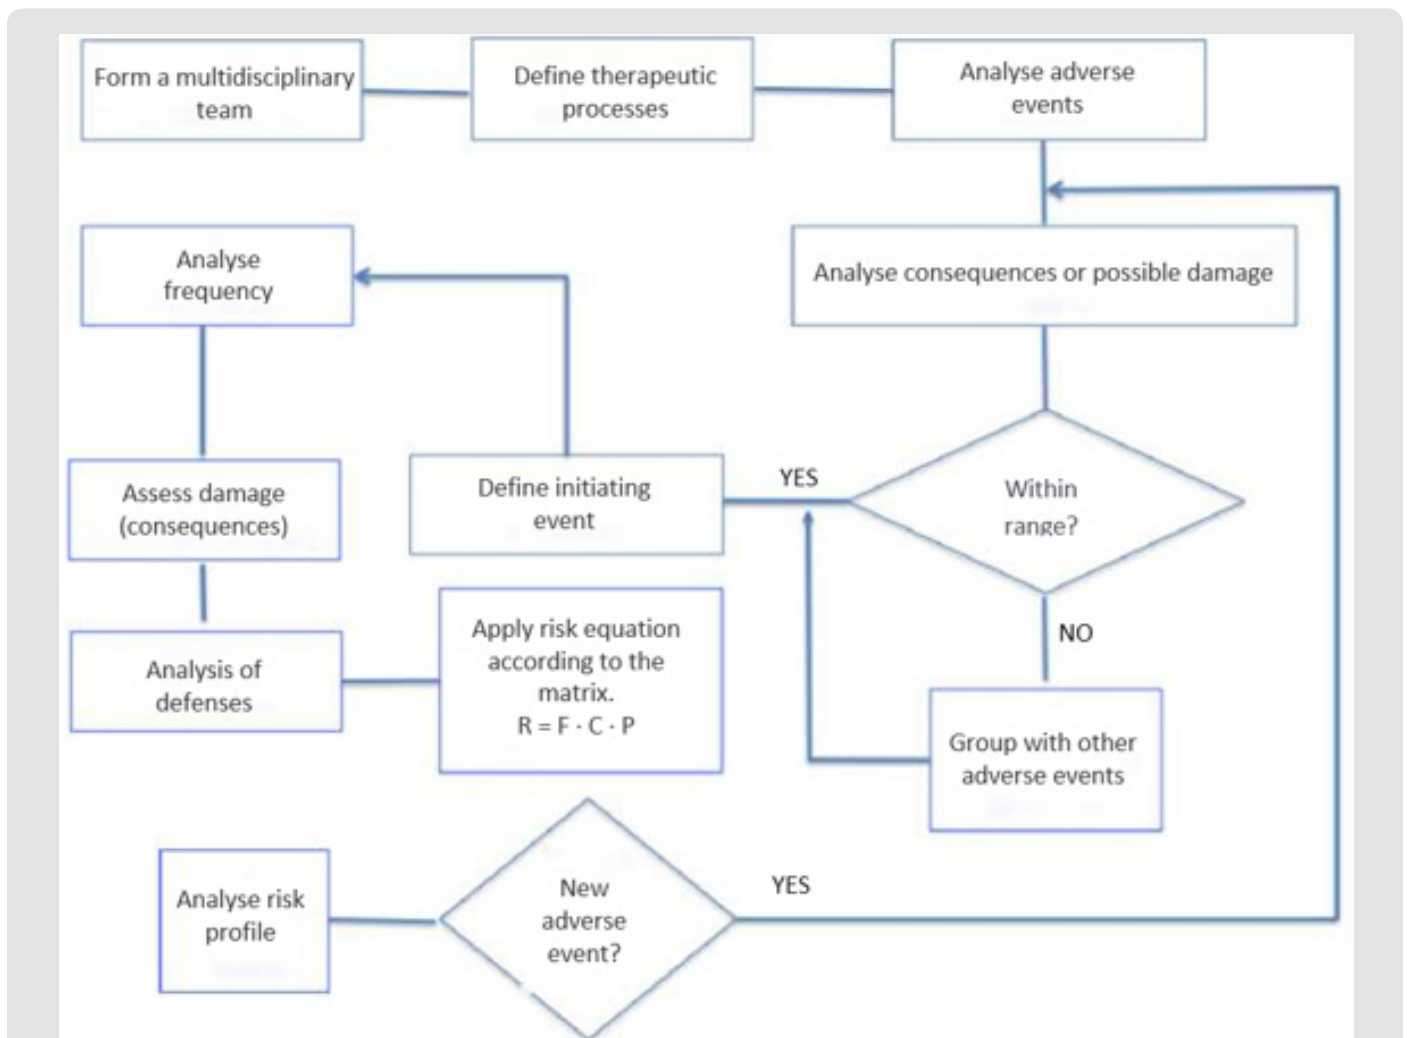 Form a multidisciplinary
team
Define therapeutic
processes
Analyse adverse
events
Analyse
frequency
Analyse consequences or possible damage
Assess damage
(consequences)
Define initiating
event
YES
Within
range?
NO
Analysis of
defenses
Apply risk equation
according to the
matrix.
R = F · C · P
Group with other
adverse events
Analyse risk
profile
New
adverse
event?
YES